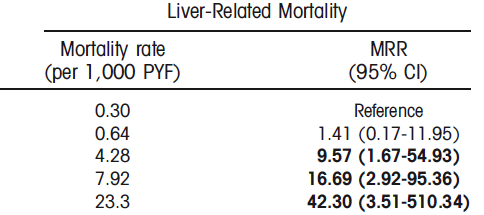 Liver-Related Mortality
Mortality rate MRR
(per 1,000 PYF) (95% CI)
0.30 Reference
0.64 1.41 (0.17-11.95)
4.28 9.57 (1.67-54.93)
7.92 16.69 (2.92-95.36)
23.3 42.30 (3.51-510.34)